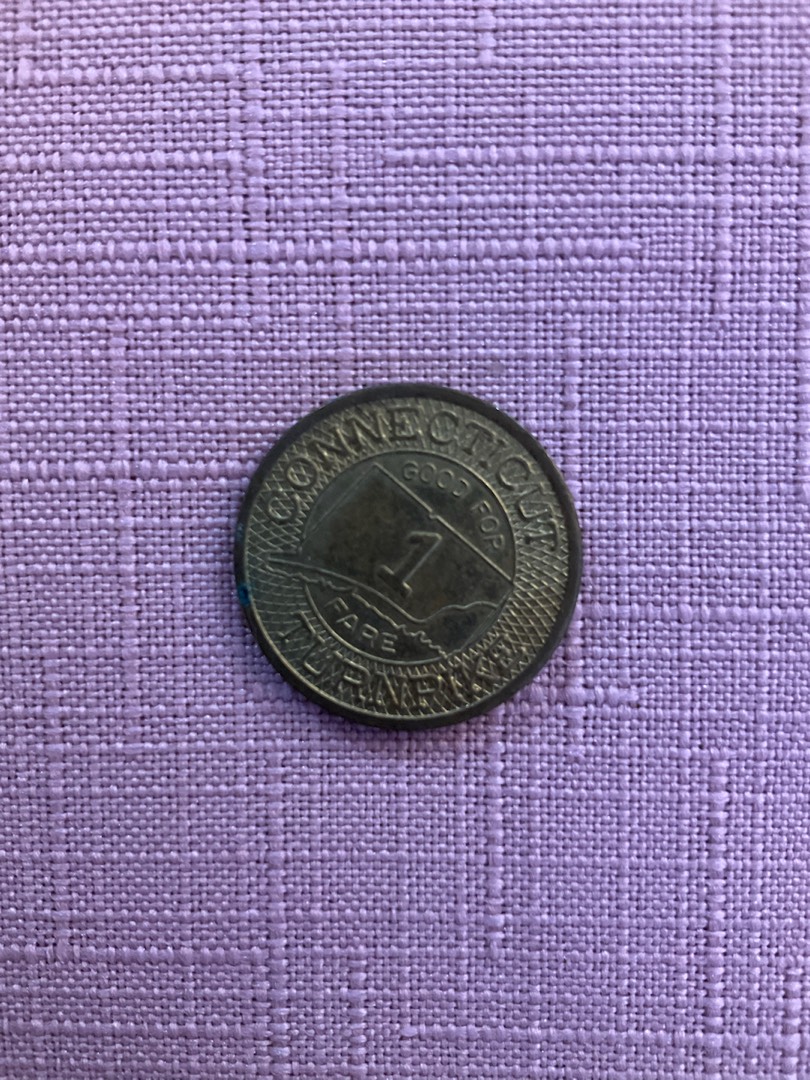 CONNECTICUT
GOOD FOR
1
FARE
TURNPIKE